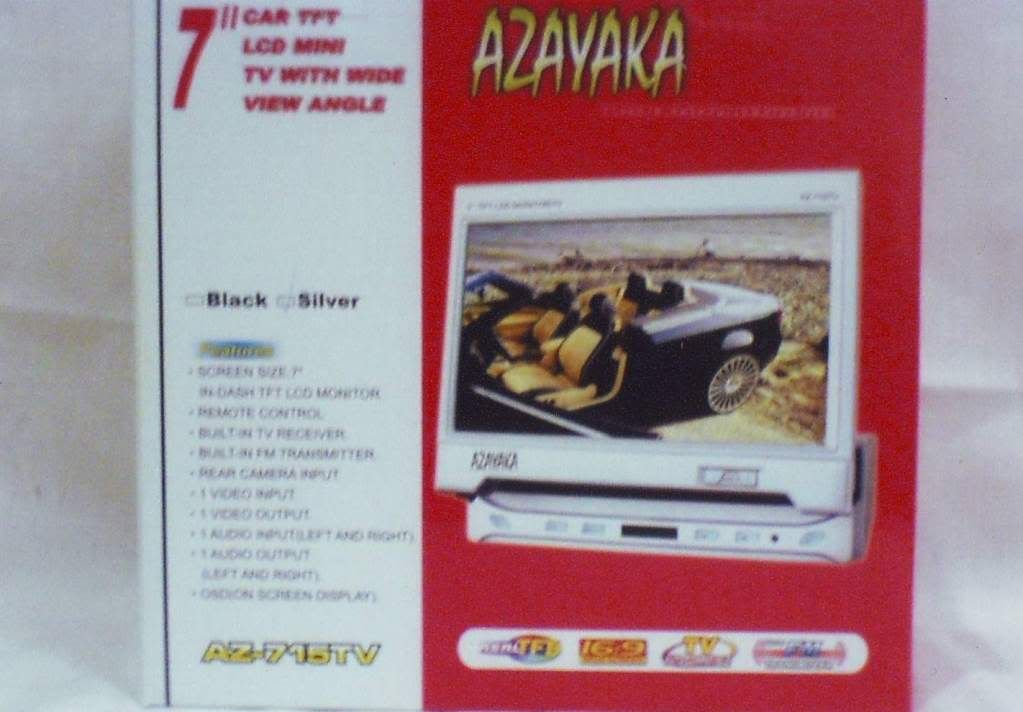 7" CAR TFT
LCD MINI
TV WITH WIDE
VIEW ANGLE
AZAYAKA
Black Silver
Features
• SCREEN SIZE:7"
IN-DASH TFT LCD MONITOR
• REMOTE CONTROL
• BUILT-IN TV RECEIVER
• BUILT-IN FM TRANSMITTER
• REAR CAMERA INPUT
• 1 VIDEO INPUT
• 1 VIDEO OUTPUT
• 1 AUDIO INPUT(LEFT AND RIGHT)
• 1 AUDIO OUTPUT
(LEFT AND RIGHT)
• OSD(ON SCREEN DISPLAY)
AZAYAKA
AZ-715TV
TFT 16:9 TV